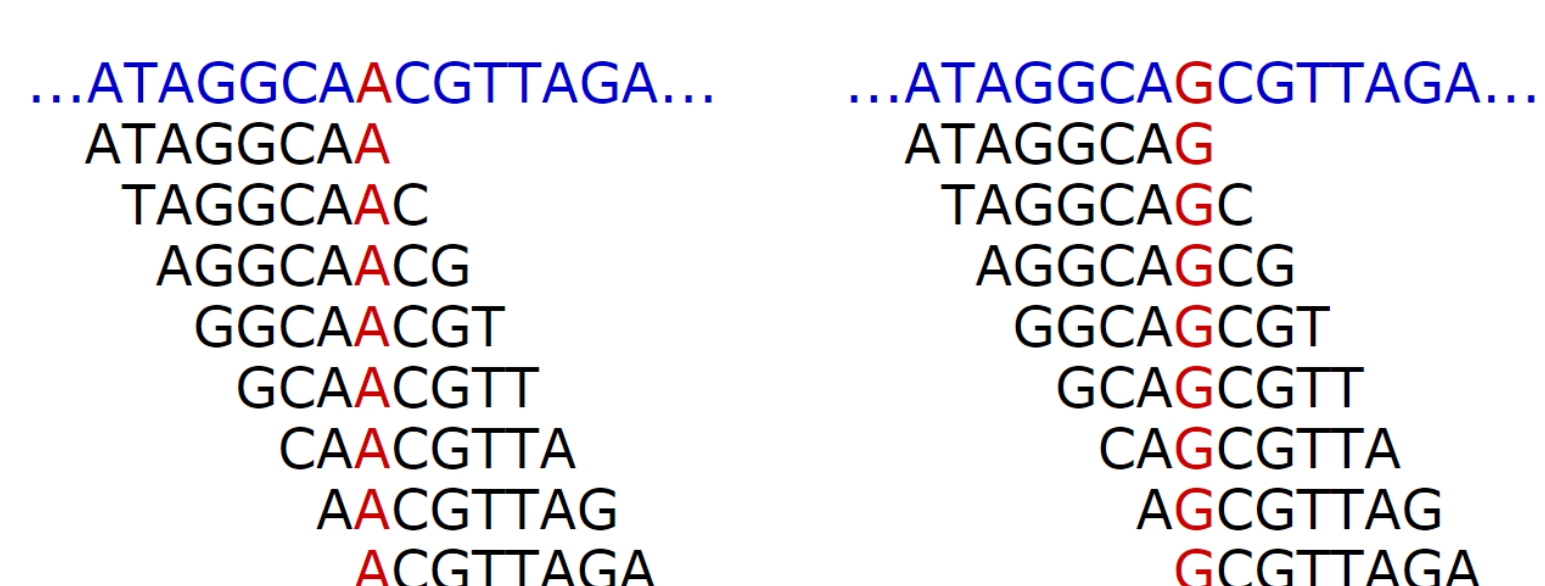 ...ATAGGCAACGTTAGA... ...ATAGGCAGCGTTAGA...
ATAGGCAA ATAGGCAG
TAGGCAAC TAGGCAGC
AGGCAACG AGGCAGCG
GGCAACGT GGCAGCGT
GCAACGTT GCAGCGTT
CAACGTTA CAGCGTTA
AACGTTAG AGCGTTAG
ACGTTAGA GCGTTAGA